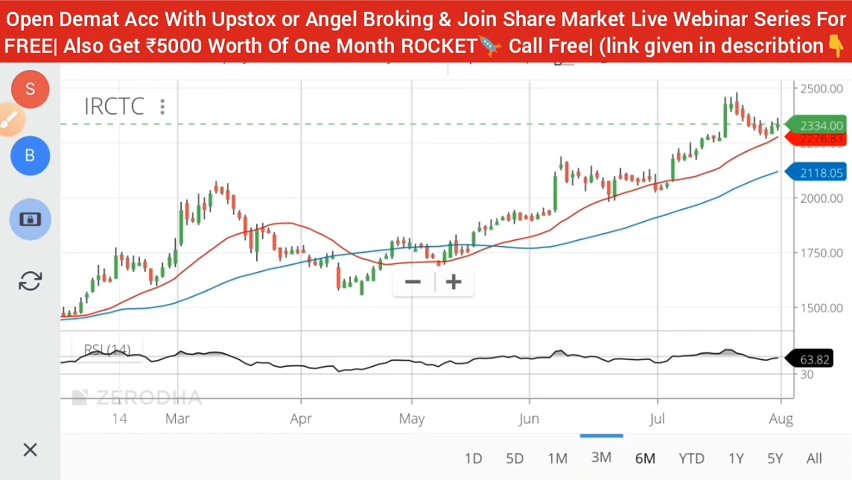 Open Demat Acc With Upstox or Angel Broking & Join Share Market Live Webinar Series For
FREE| Also Get ₹5000 Worth Of One Month ROCKET🚀 Call Free| (link given in describtion👇
S
IRCTC
2500.00
2334.00
2276.83
B
2118.05
2000.00
1750.00
1500.00
RSI (14)
63.82
30
ZERODHA
14 Mar Apr May Jun Jul Aug
1D 5D 1M 3M 6M YTD 1Y 5Y All